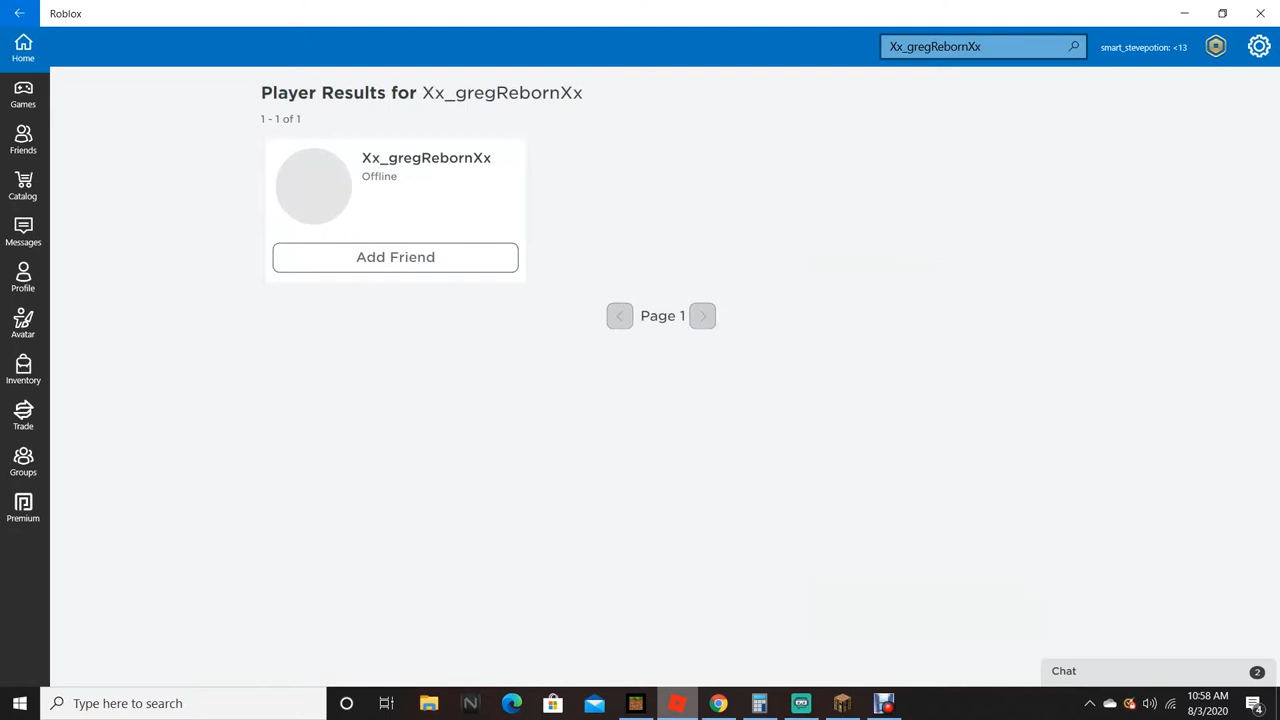 Roblox
Home
Xx_gregRebornXx
smart_stevepotion: <13
Games
Friends
Catalog
Messages
Profile
Avatar
Inventory
Trade
Groups
Premium
Player Results for Xx_gregRebornXx
1 - 1 of 1
Xx_gregRebornXx
Offline
Add Friend
Page 1
Chat
2
Type here to search
N
10:58 AM
8/3/2020
4